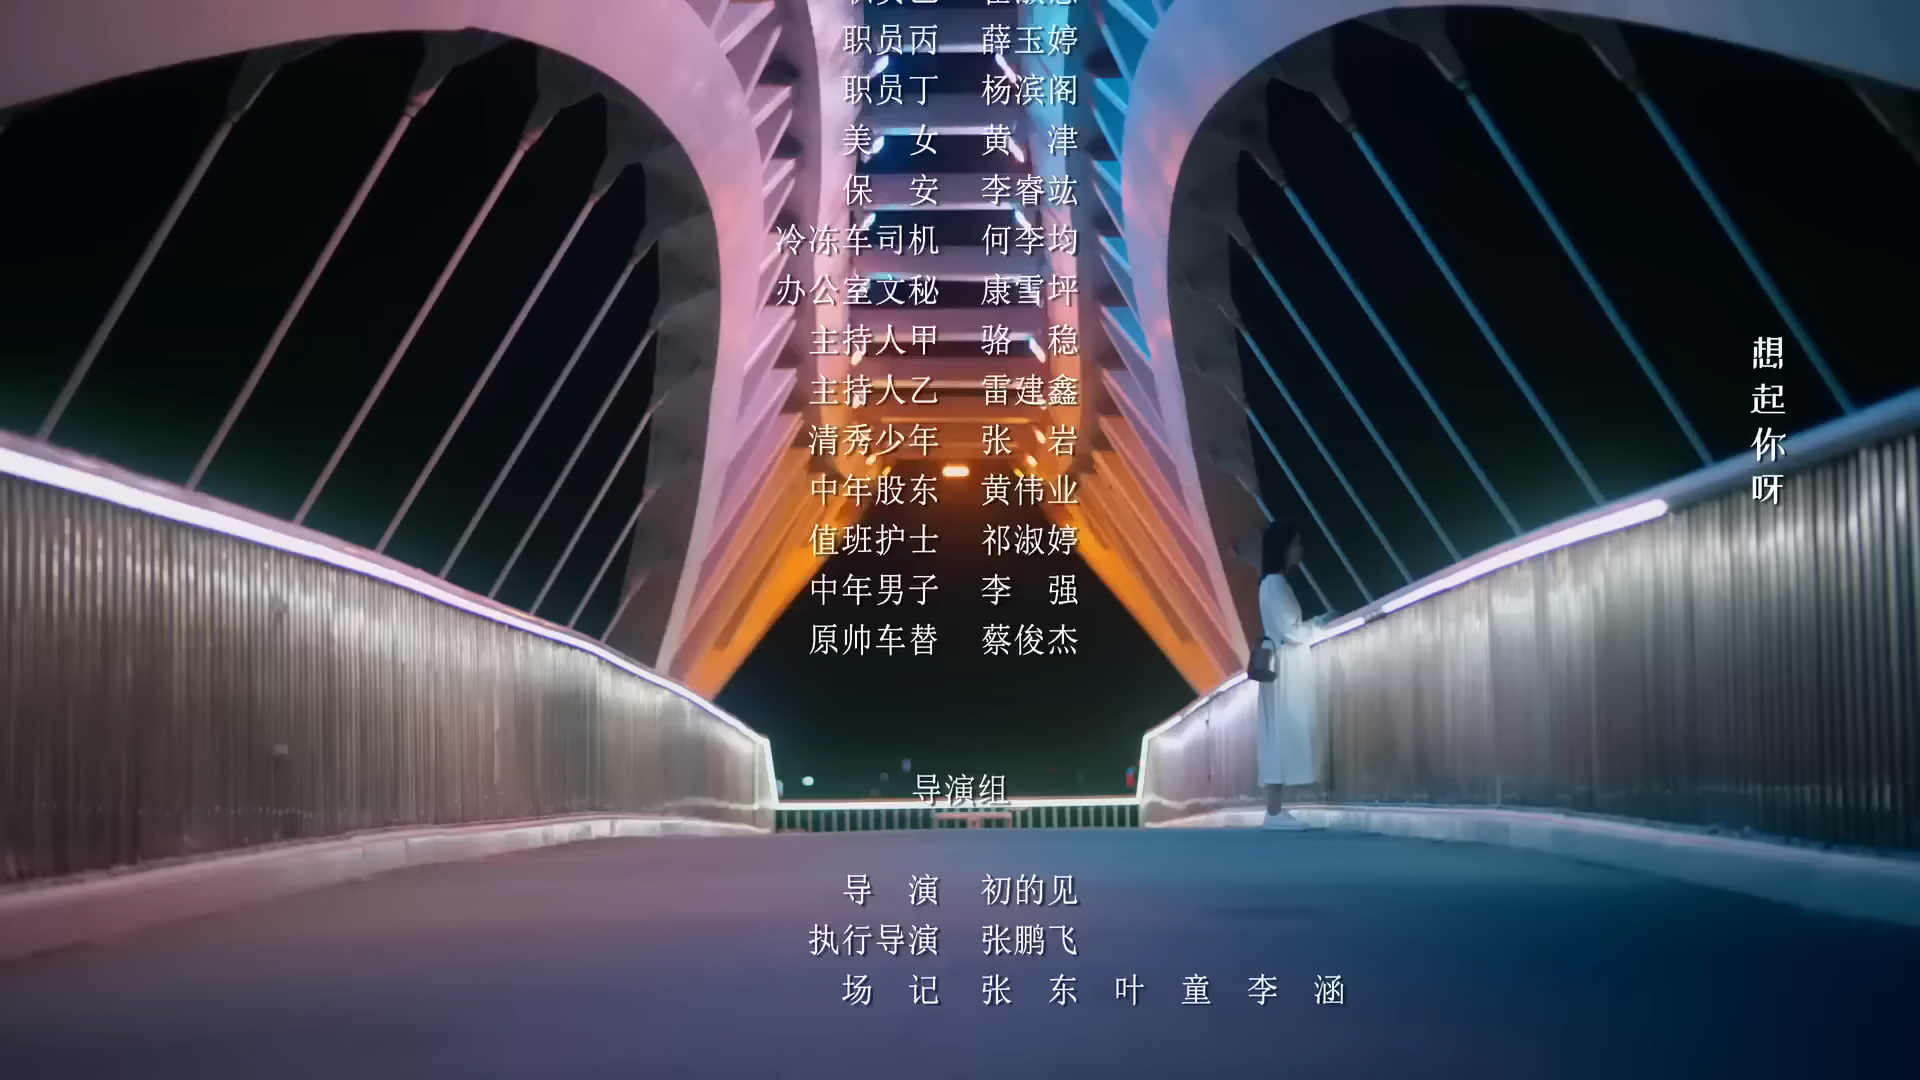 职员丙 薛玉婷
职员丁 杨滨阁
美 女 黄 津
保 安 李睿竑
冷冻车司机 何李均
办公室文秘 康雪坪
主持人甲 骆 稳
主持人乙 雷建鑫
清秀少年 张 岩
中年股东 黄伟业
值班护士 祁淑婷
中年男子 李 强
原帅车替 蔡俊杰
导演组
导 演 初的见
执行导演 张鹏飞
场 记 张 东 叶 童 李 涵
想起你呀